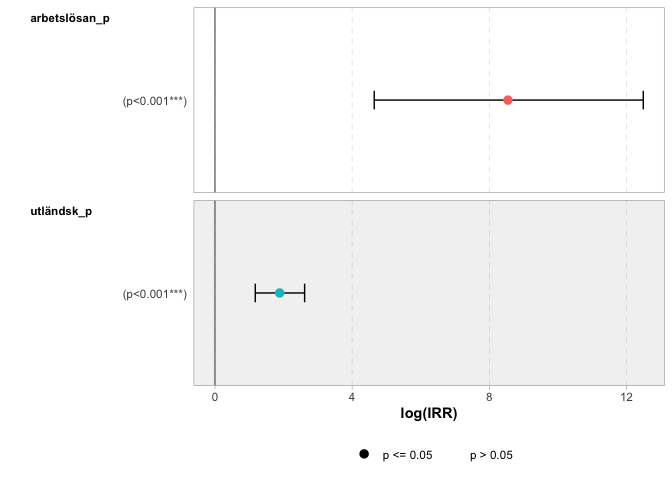 arbetslösan_p
(p<0.001***)
utländsk_p
(p<0.001***)
0 4 8 12
log(IRR)
p <= 0.05 p > 0.05